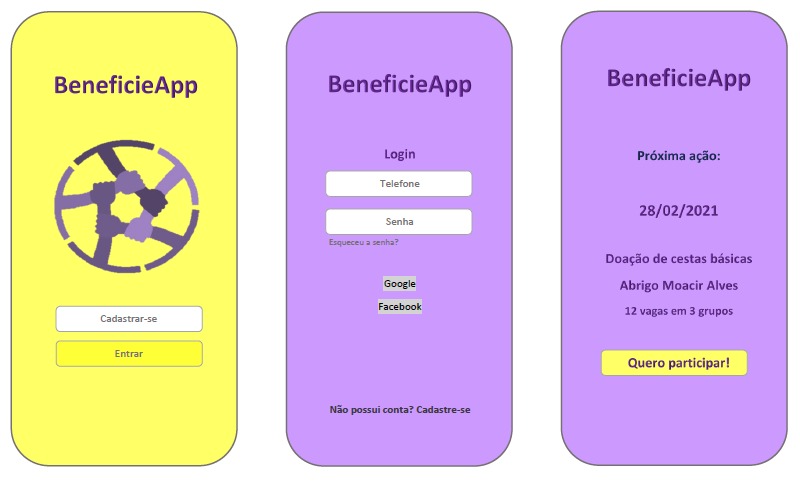 BeneficieApp
Cadastrar-se
Entrar
BeneficieApp
Login
Telefone
Senha
Esqueceu a senha?
Google
Facebook
Não possui conta? Cadastre-se
BeneficieApp
Próxima ação:
28/02/2021
Doação de cestas básicas
Abrigo Moacir Alves
12 vagas em 3 grupos
Quero participar!